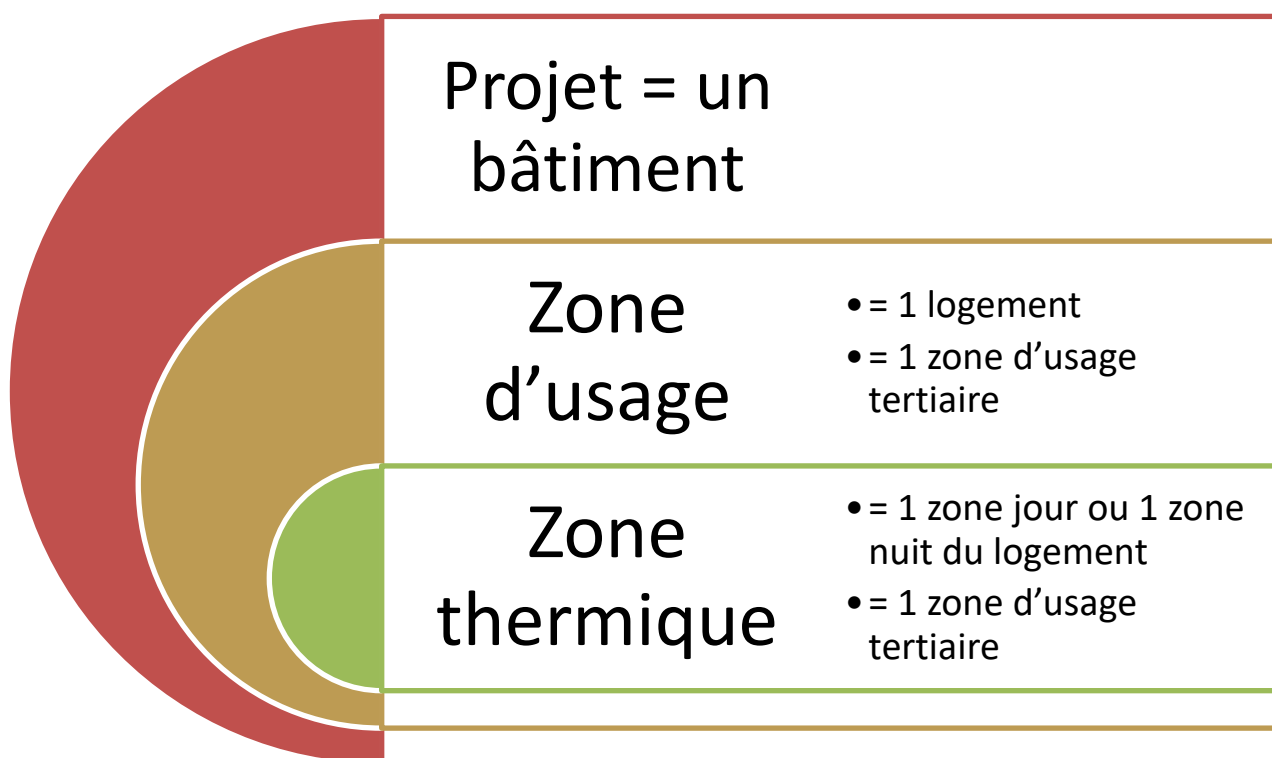 Projet = un
bâtiment
Zone
d’usage
• = 1 logement
• = 1 zone d’usage
tertiaire
Zone
thermique
• = 1 zone jour ou 1 zone
nuit du logement
• = 1 zone d’usage
tertiaire